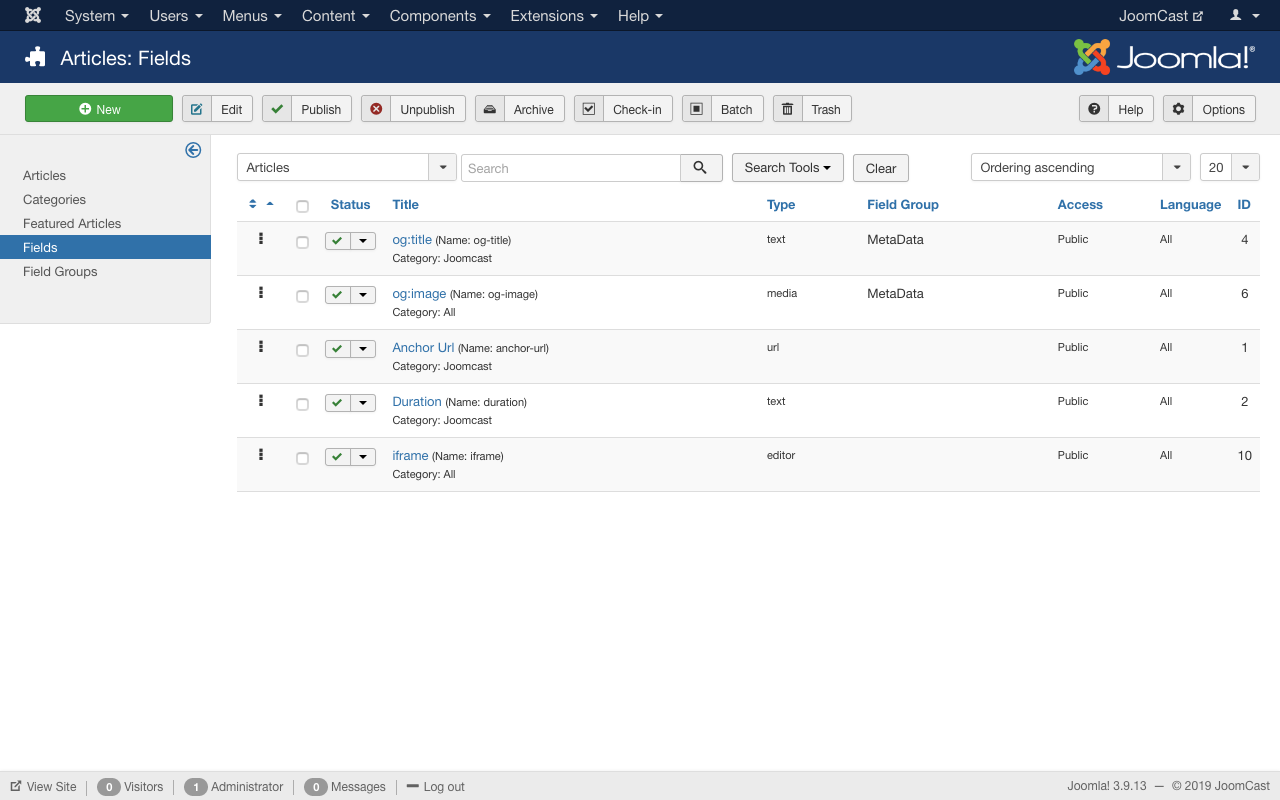 System Users Menus Content Components Extensions Help JoomCast
Articles: Fields Joomla!®
New Edit Publish Unpublish Archive Check-in Batch Trash Help Options
Articles
Categories
Featured Articles
Fields
Field Groups
Articles Search Search Tools Clear Ordering ascending 20
Status Title Type Field Group Access Language ID
og:title (Name: og-title) text MetaData Public All 4
Category: Joomcast
og:image (Name: og-image) media MetaData Public All 6
Category: All
Anchor Url (Name: anchor-url) url Public All 1
Category: Joomcast
Duration (Name: duration) text Public All 2
Category: Joomcast
iframe (Name: iframe) editor Public All 10
Category: All
View Site 0 Visitors 1 Administrator 0 Messages Log out Joomla! 3.9.13 — © 2019 JoomCast